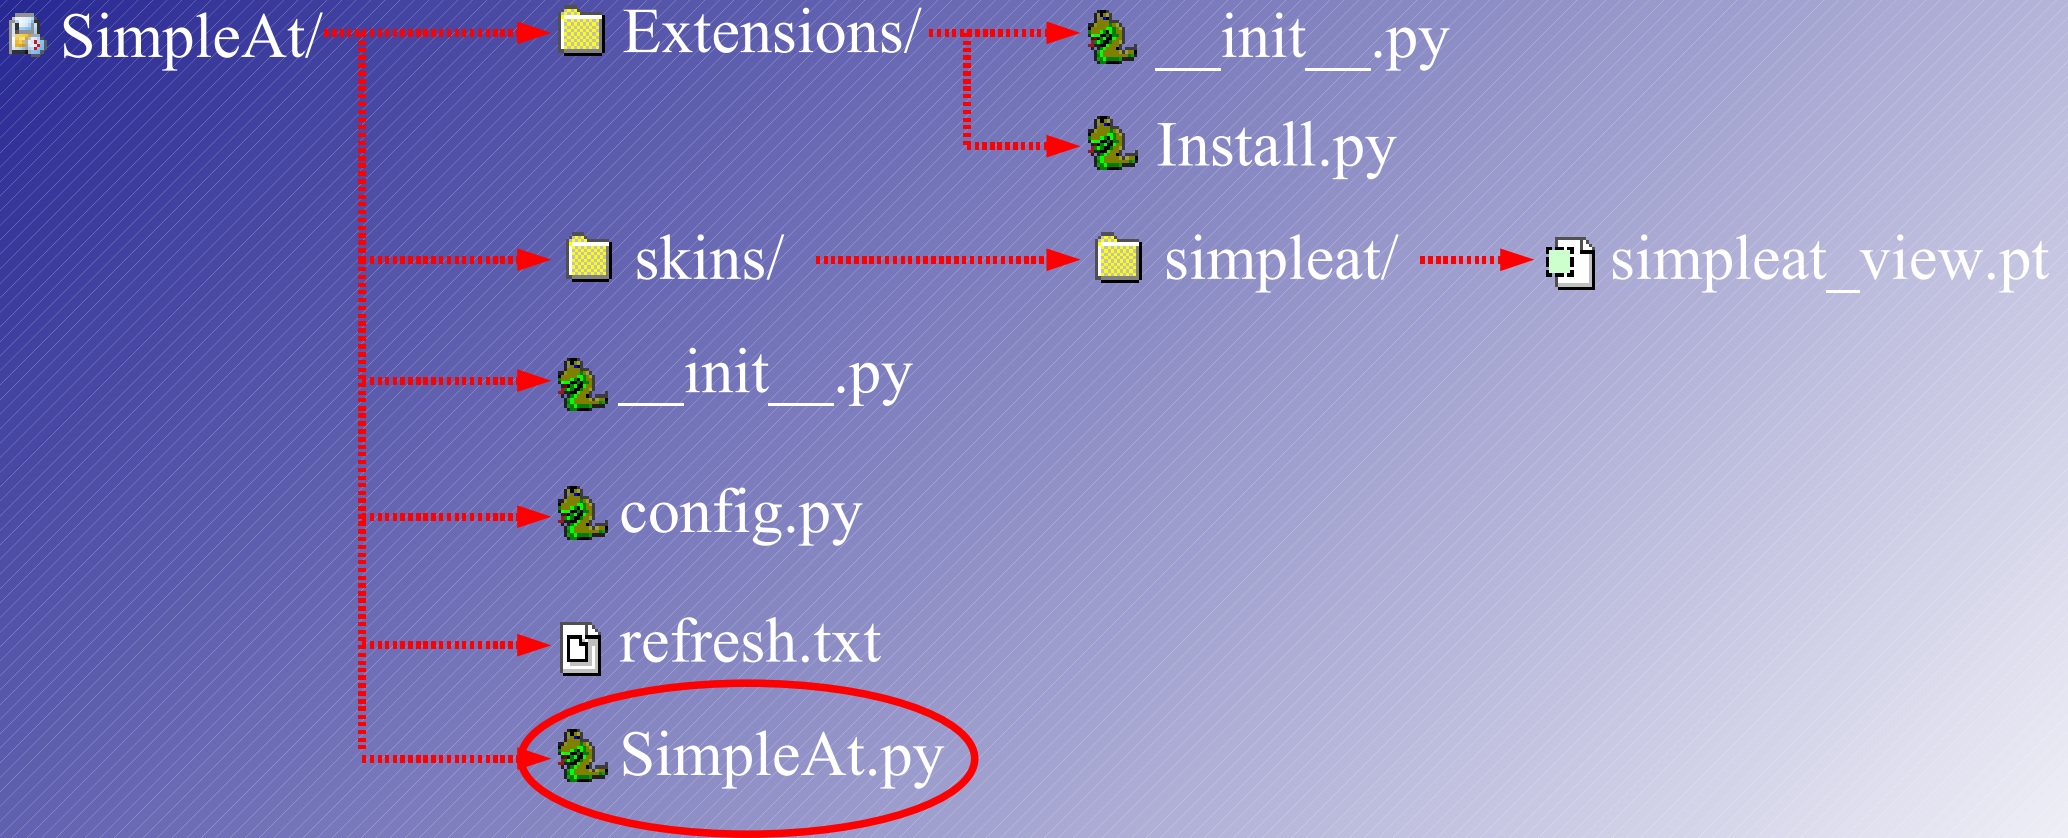 SimpleAt/ Extensions/ __init__.py
Install.py
skins/ simpleat/ simpleat_view.pt
__init__.py
config.py
refresh.txt
SimpleAt.py